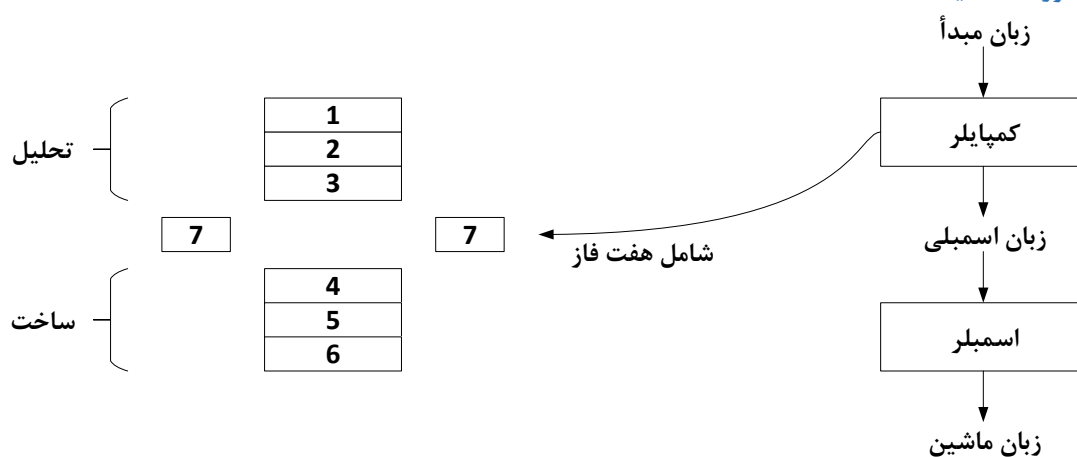 زبان مبدأ
کمپایلر
زبان اسمبلی
اسمبلر
زبان ماشین
شامل هفت فاز
تحلیل
1
2
3
7
7
ساخت
4
5
6